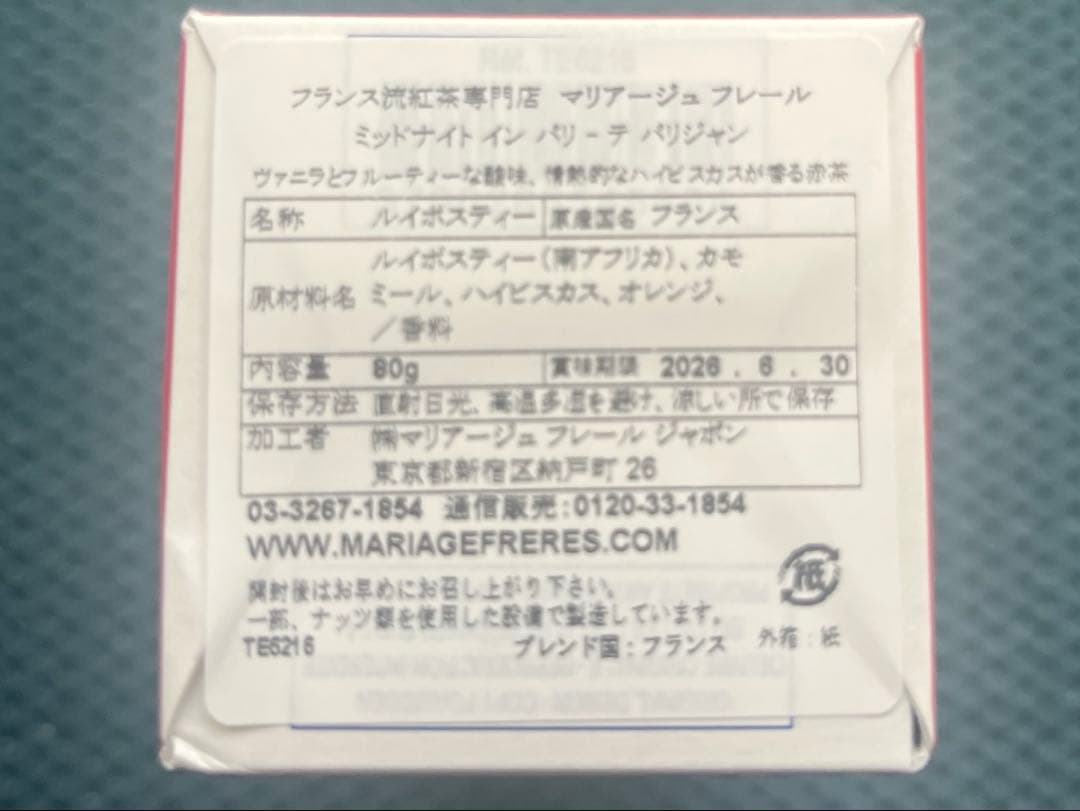 フランス流紅茶専門店 マリアージュ フレール
ミッドナイト イン パリ - テ パリジャン
ヴァニラとフルーティーな酸味、情熱的なハイビスカスが香る赤茶
名称 ルイボスティー 原産国名 フランス
ルイボスティー(南アフリカ)、カモ
原材料名 ミール、ハイビスカス、オレンジ、
/香料
内容量 80g 賞味期限 2026 . 6 . 30
保存方法 直射日光、高温多湿を避け、涼しい所で保存
加工者 ㈱マリアージュ フレール ジャポン
東京都新宿区納戸町 26
03-3267-1854 通信販売:0120-33-1854
WWW.MARIAGEFRERES.COM
紙
開封後はお早めにお召し上がり下さい。
一部、ナッツ類を使用した設備で製造しています。
TE6216 ブレンド国:フランス 外箱:紙